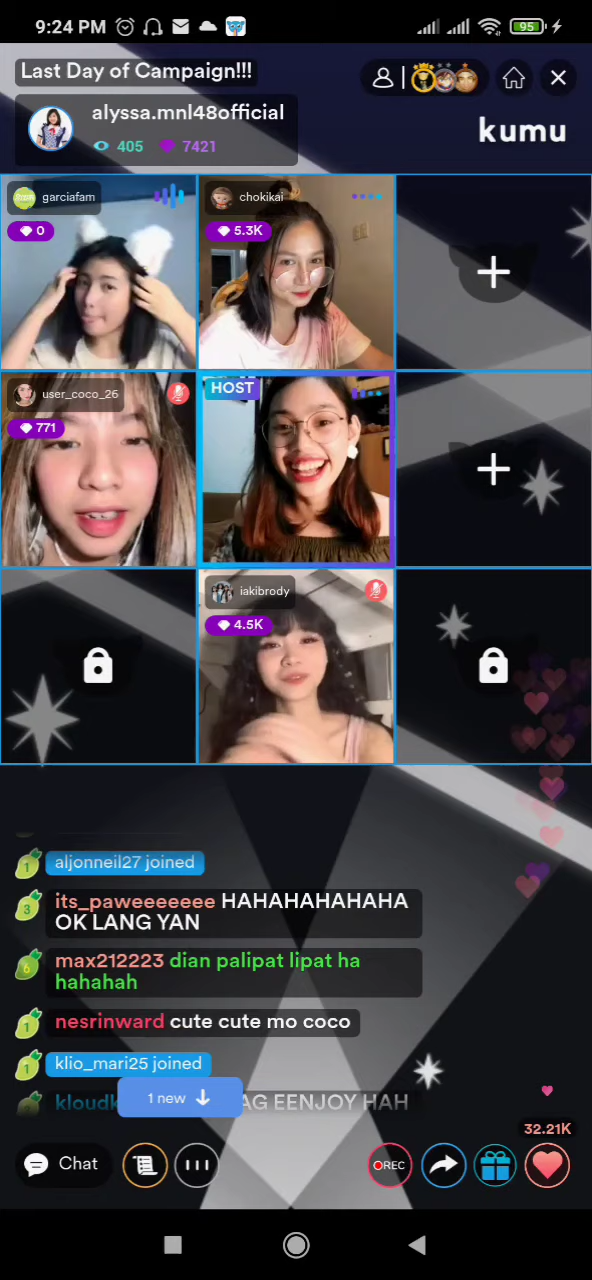 9:24 PM
95
Last Day of Campaign!!!
alyssa.mnl48official
405 7421
kumu
garciafam
0
chokikai
5.3K
user_coco_26
771
HOST
iakibrody
4.5K
1 aljonneil27 joined
3 its_paweeeeeee HAHAHAHAHAHA
OK LANG YAN
6 max212223 dian palipat lipat ha
hahahah
1 nesrinward cute cute mo coco
1 klio_mari25 joined
AG EENJOY HAH
1 new
32.21K
Chat
REC